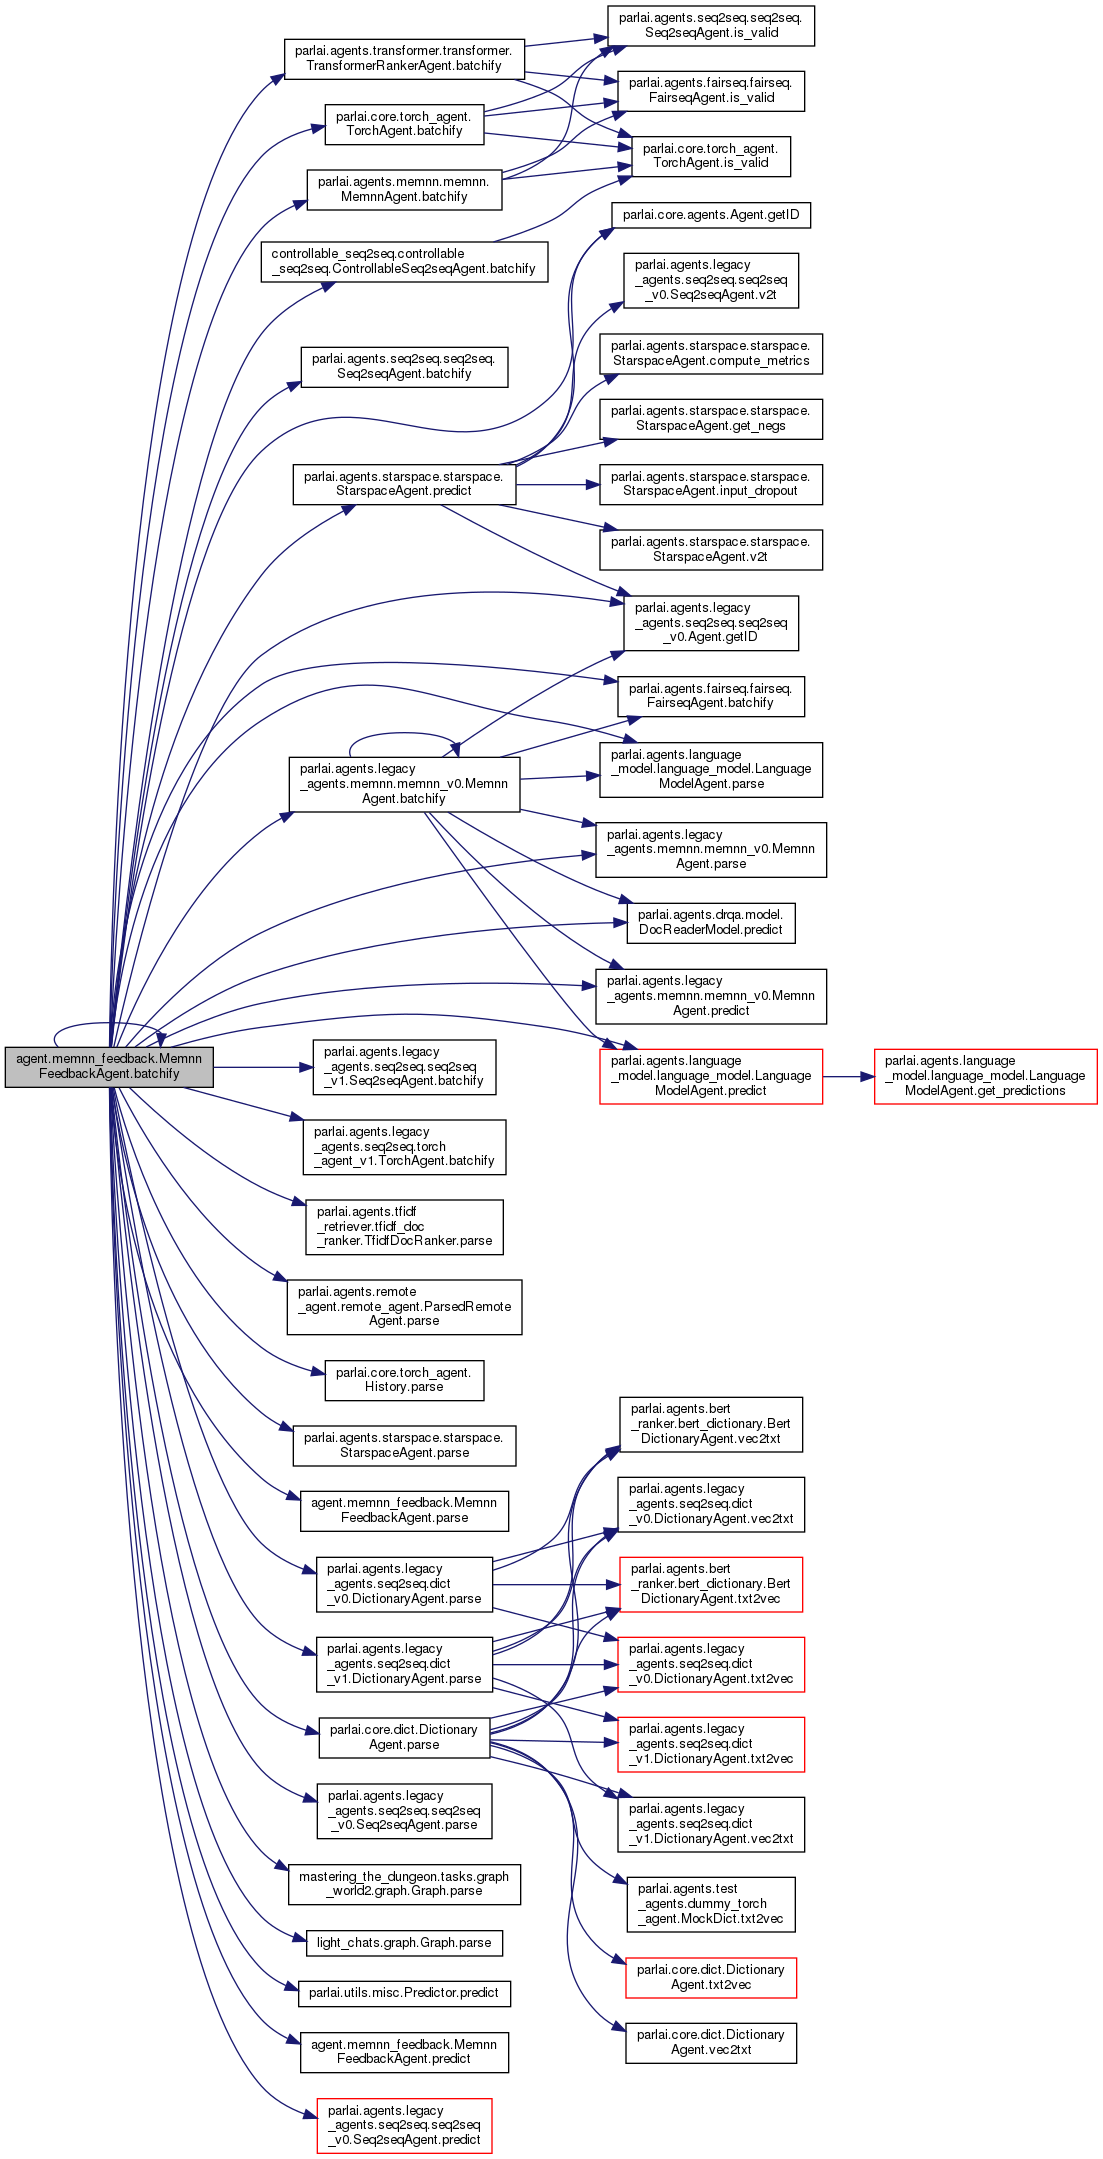 parlai.agents.transformer.transformer.
TransformerRankerAgent.batchify
parlai.core.torch_agent.
TorchAgent.batchify
parlai.agents.memnn.memnn.
MemnnAgent.batchify
controllable_seq2seq.controllable
_seq2seq.ControllableSeq2seqAgent.batchify
parlai.agents.seq2seq.seq2seq.
Seq2seqAgent.batchify
parlai.agents.starspace.starspace.
StarspaceAgent.predict
parlai.agents.legacy
_agents.memnn.memnn_v0.Memnn
Agent.batchify
agent.memnn_feedback.Memnn
FeedbackAgent.batchify
parlai.agents.legacy
_agents.seq2seq.seq2seq
_v1.Seq2seqAgent.batchify
parlai.agents.legacy
_agents.seq2seq.torch
_agent_v1.TorchAgent.batchify
parlai.agents.tfidf
_retriever.tfidf_doc
_ranker.TfidfDocRanker.parse
parlai.agents.remote
_agent.remote_agent.ParsedRemote
Agent.parse
parlai.core.torch_agent.
History.parse
parlai.agents.starspace.starspace.
StarspaceAgent.parse
agent.memnn_feedback.Memnn
FeedbackAgent.parse
parlai.agents.legacy
_agents.seq2seq.dict
_v0.DictionaryAgent.parse
parlai.agents.legacy
_agents.seq2seq.dict
_v1.DictionaryAgent.parse
parlai.core.dict.Dictionary
Agent.parse
parlai.agents.legacy
_agents.seq2seq.seq2seq
_v0.Seq2seqAgent.parse
mastering_the_dungeon.tasks.graph
_world2.graph.Graph.parse
light_chats.graph.Graph.parse
parlai.utils.misc.Predictor.predict
agent.memnn_feedback.Memnn
FeedbackAgent.predict
parlai.agents.legacy
_agents.seq2seq.seq2seq
_v0.Seq2seqAgent.predict
parlai.agents.seq2seq.seq2seq.
Seq2seqAgent.is_valid
parlai.agents.fairseq.fairseq.
FairseqAgent.is_valid
parlai.core.torch_agent.
TorchAgent.is_valid
parlai.core.agents.Agent.getID
parlai.agents.legacy
_agents.seq2seq.seq2seq
_v0.Seq2seqAgent.v2t
parlai.agents.starspace.starspace.
StarspaceAgent.compute_metrics
parlai.agents.starspace.starspace.
StarspaceAgent.get_negs
parlai.agents.starspace.starspace.
StarspaceAgent.input_dropout
parlai.agents.starspace.starspace.
StarspaceAgent.v2t
parlai.agents.legacy
_agents.seq2seq.seq2seq
_v0.Agent.getID
parlai.agents.fairseq.fairseq.
FairseqAgent.batchify
parlai.agents.language
_model.language_model.Language
ModelAgent.parse
parlai.agents.legacy
_agents.memnn.memnn_v0.Memnn
Agent.parse
parlai.agents.drqa.model.
DocReaderModel.predict
parlai.agents.legacy
_agents.memnn.memnn_v0.Memnn
Agent.predict
parlai.agents.language
_model.language_model.Language
ModelAgent.predict
parlai.agents.language
_model.language_model.Language
ModelAgent.get_predictions
parlai.agents.bert
_ranker.bert_dictionary.Bert
DictionaryAgent.vec2txt
parlai.agents.legacy
_agents.seq2seq.dict
_v0.DictionaryAgent.vec2txt
parlai.agents.bert
_ranker.bert_dictionary.Bert
DictionaryAgent.txt2vec
parlai.agents.legacy
_agents.seq2seq.dict
_v0.DictionaryAgent.txt2vec
parlai.agents.legacy
_agents.seq2seq.dict
_v1.DictionaryAgent.txt2vec
parlai.agents.legacy
_agents.seq2seq.dict
_v1.DictionaryAgent.vec2txt
parlai.agents.test
_agents.dummy_torch
_agent.MockDict.txt2vec
parlai.core.dict.Dictionary
Agent.txt2vec
parlai.core.dict.Dictionary
Agent.vec2txt